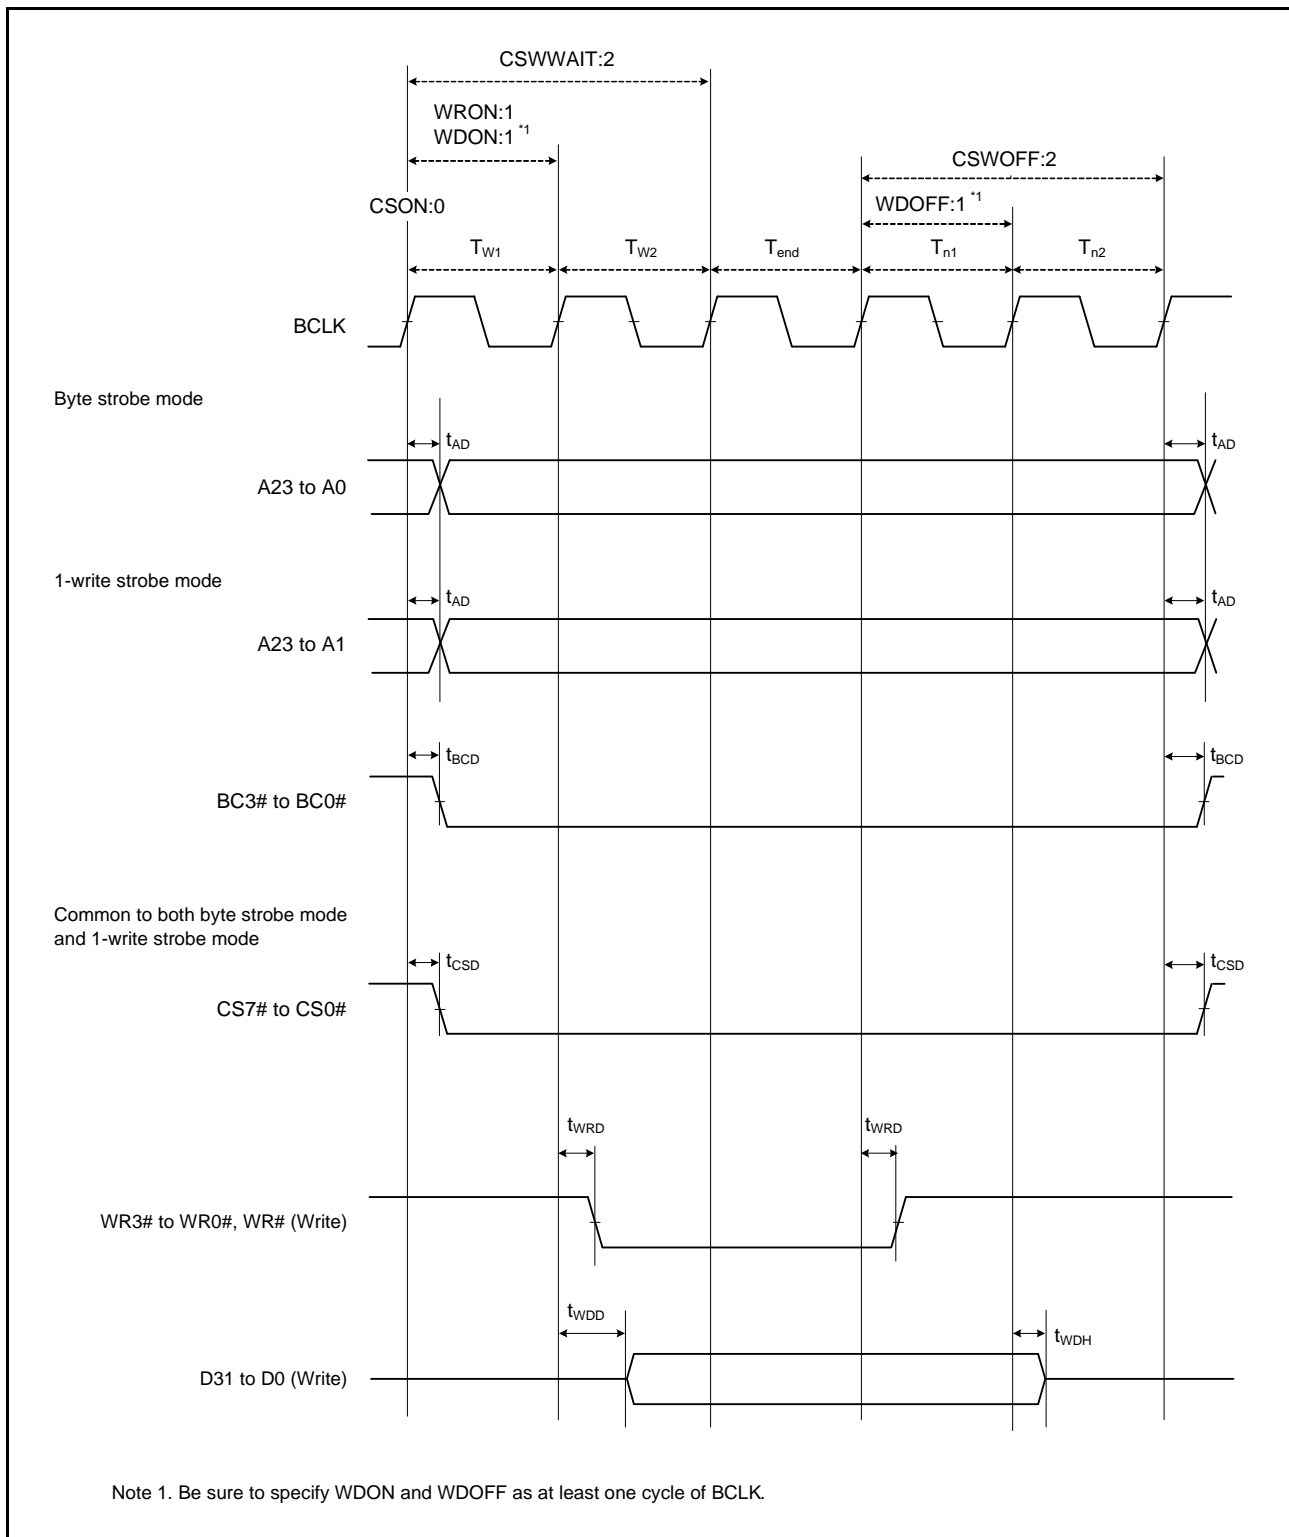 CSWWAIT:2
WRON:1
WDON:1 *1
CSWOFF:2
CSON:0
WDOFF:1 *1
TW1
TW2
Tend
Tn1
Tn2
BCLK
Byte strobe mode
tAD
tAD
A23 to A0
1-write strobe mode
tAD
tAD
A23 to A1
tBCD
tBCD
BC3# to BC0#
Common to both byte strobe mode
and 1-write strobe mode
tCSD
tCSD
CS7# to CS0#
tWRD
tWRD
WR3# to WR0#, WR# (Write)
tWDD
tWDH
D31 to D0 (Write)
Note 1. Be sure to specify WDON and WDOFF as at least one cycle of BCLK.